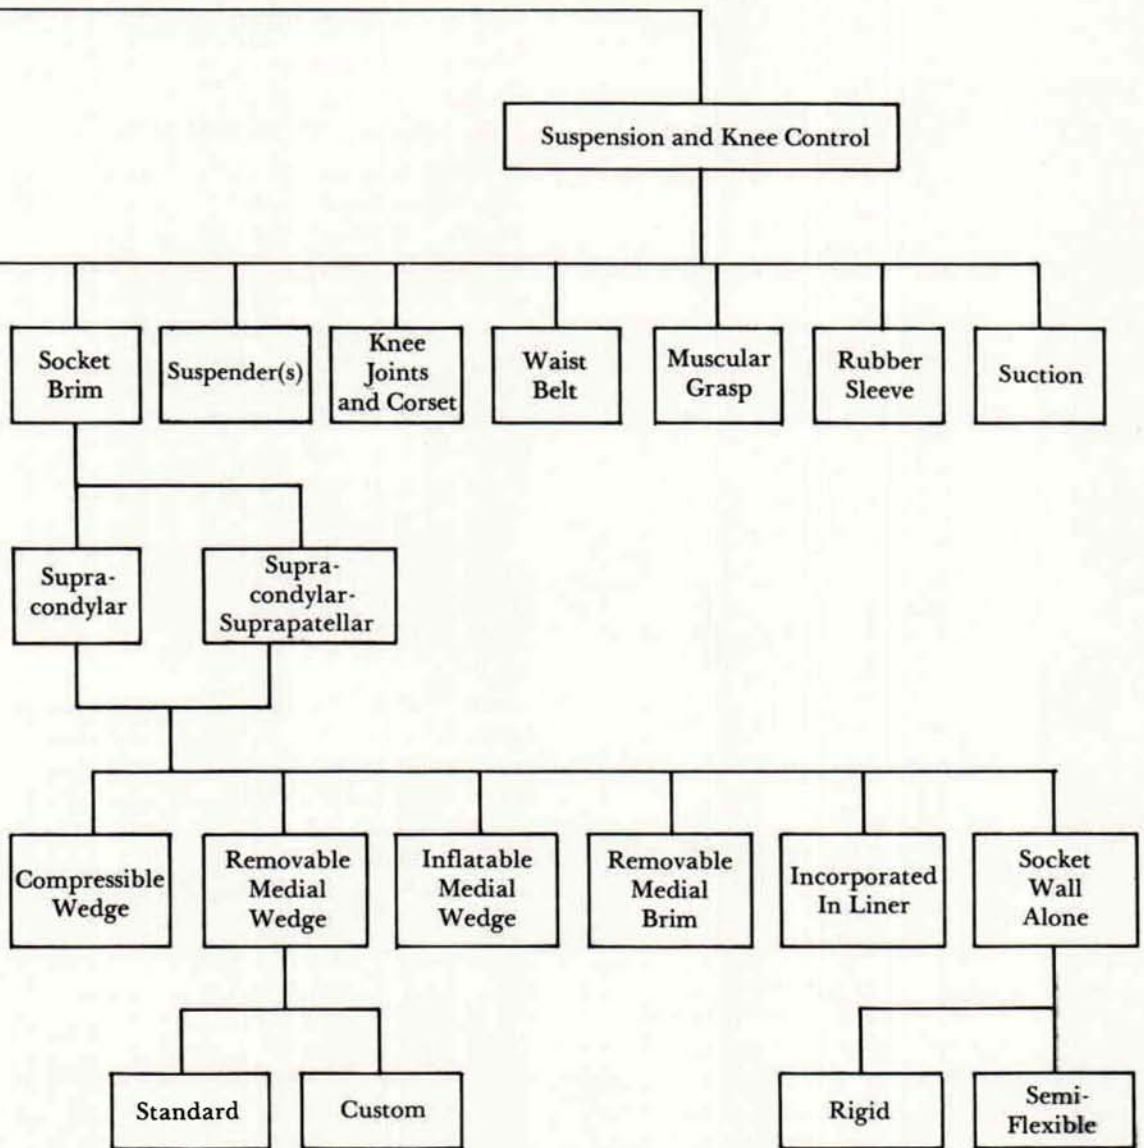 Suspension and Knee Control
Socket
Brim
Suspender(s)
Knee
Joints
and Corset
Waist
Belt
Muscular
Grasp
Rubber
Sleeve
Suction
Supra-
condylar
Supra-
condylar-
Suprapatellar
Compressible
Wedge
Removable
Medial
Wedge
Inflatable
Medial
Wedge
Removable
Medial
Brim
Incorporated
In Liner
Socket
Wall
Alone
Standard
Custom
Rigid
Semi-
Flexible